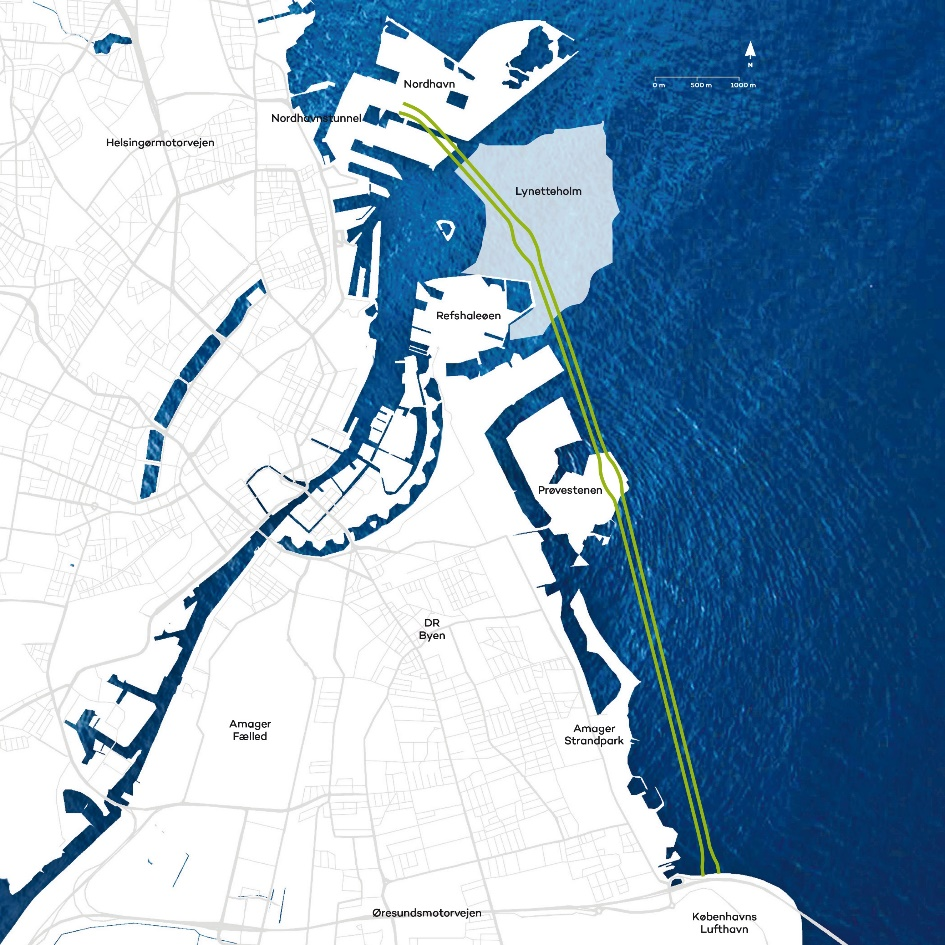 Nordhavn
N
0 m 500 m 1000 m
Nordhavnstunnel
Helsingørmotorvejen
Lynetteholm
Refshaleøen
Prøvestenen
DR
Byen
Amager
Fælled
Amager
Strandpark
Øresundsmotorvejen
Københavns
Lufthavn